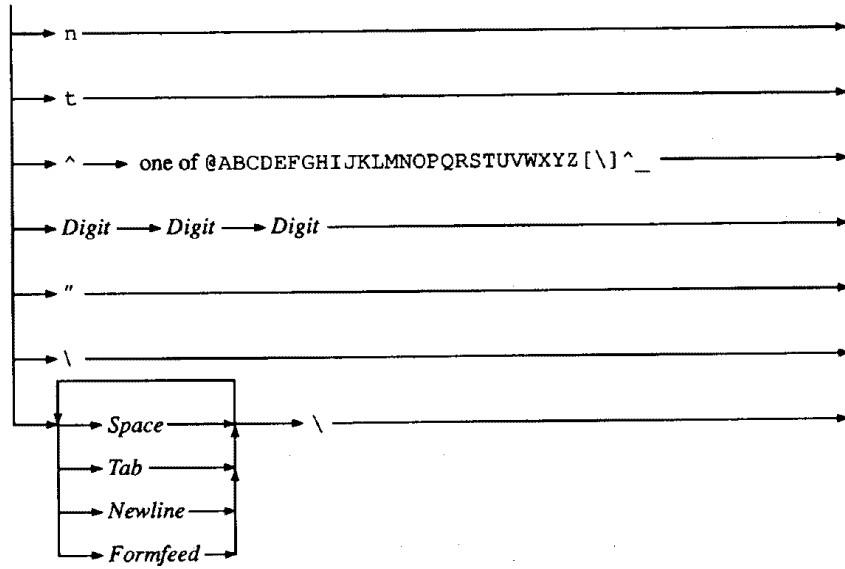 n
t
^ one of @ABCDEFGHIJKLMNOPQRSTUVWXYZ[\]^_
Digit Digit Digit
"
\
Space \
Tab
Newline
Formfeed